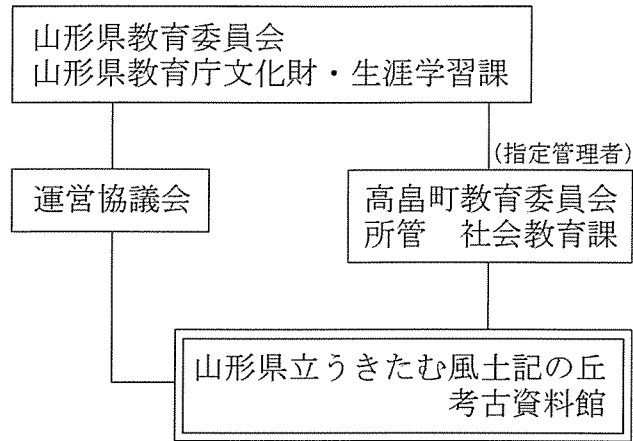 山形県教育委員会
山形県教育庁文化財・生涯学習課
(指定管理者)
運営協議会
高畠町教育委員会
所管　社会教育課
山形県立うきたむ風土記の丘
考古資料館